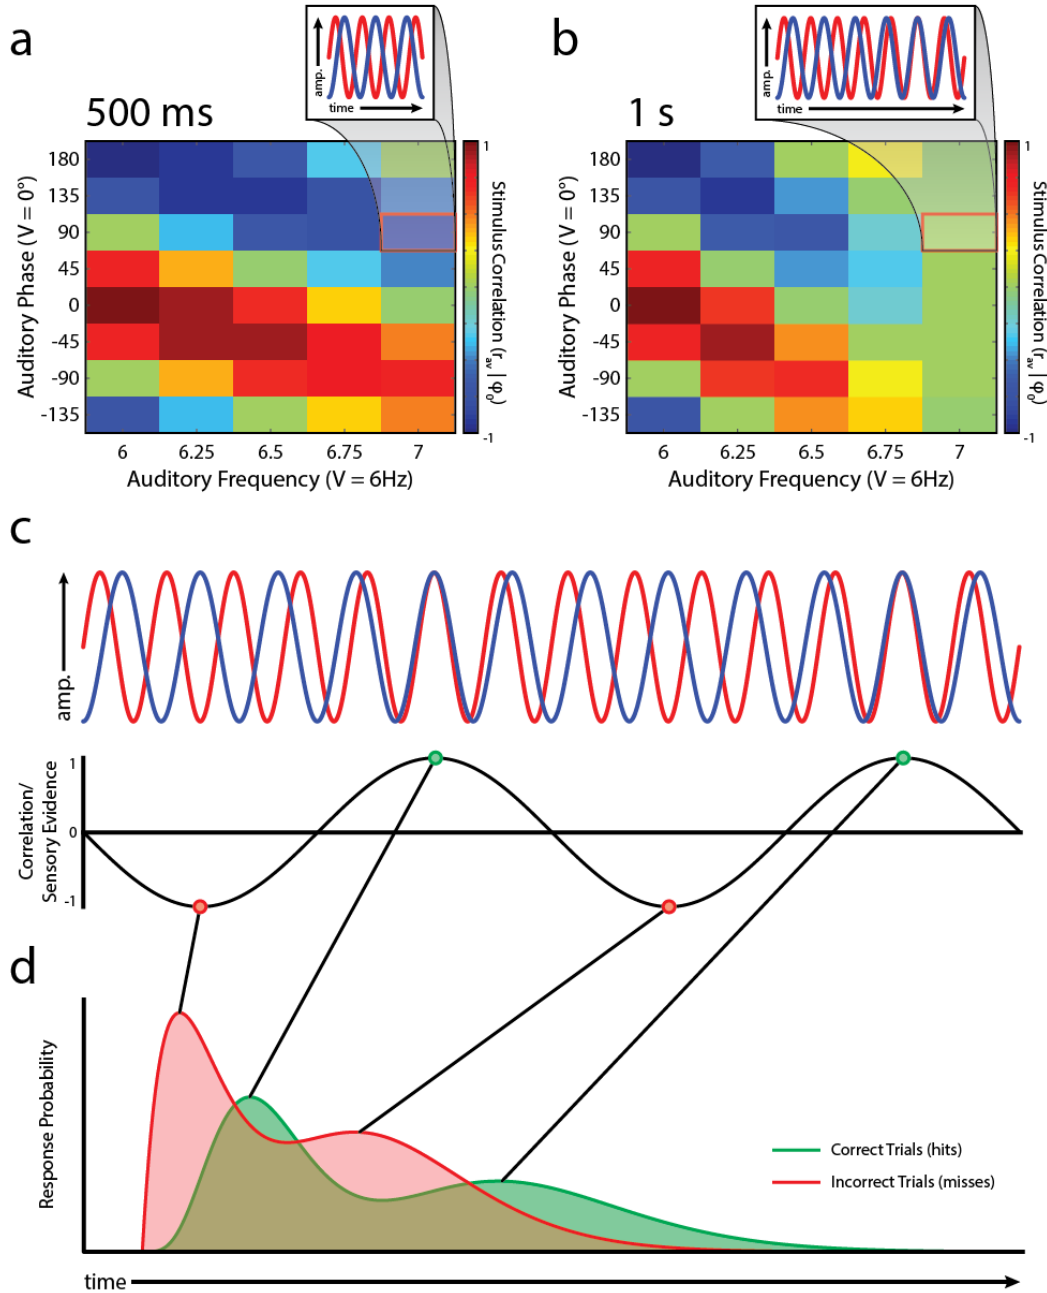 a
b
amp.
time
amp.
time
500 ms
1 s
Auditory Phase (V = 0°)
180
135
90
45
0
-45
-90
-135
6
6.25
6.5
6.75
7
Auditory Frequency (V = 6Hz)
1
-1
Stimulus Correlation (r_av | φ_0)
Auditory Phase (V = 0°)
180
135
90
45
0
-45
-90
-135
6
6.25
6.5
6.75
7
Auditory Frequency (V = 6Hz)
1
-1
Stimulus Correlation (r_av | φ_0)
c
amp.
Correlation/
Sensory Evidence
1
0
-1
d
Response Probability
Correct Trials (hits)
Incorrect Trials (misses)
time